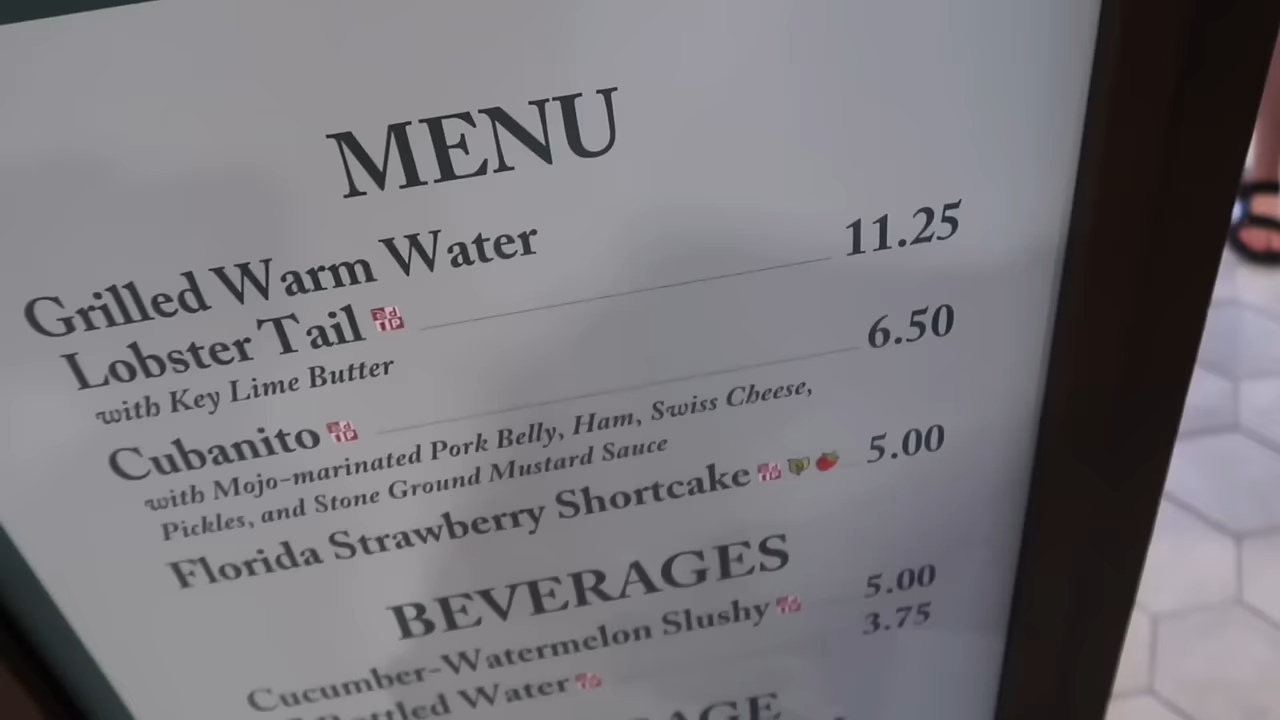 MENU
Grilled Warm Water
Lobster Tail 11.25
with Key Lime Butter
Cubanito 6.50
with Mojo-marinated Pork Belly, Ham, Swiss Cheese,
Pickles, and Stone Ground Mustard Sauce
Florida Strawberry Shortcake 5.00
BEVERAGES
Cucumber-Watermelon Slushy 5.00
Bottled Water 3.75